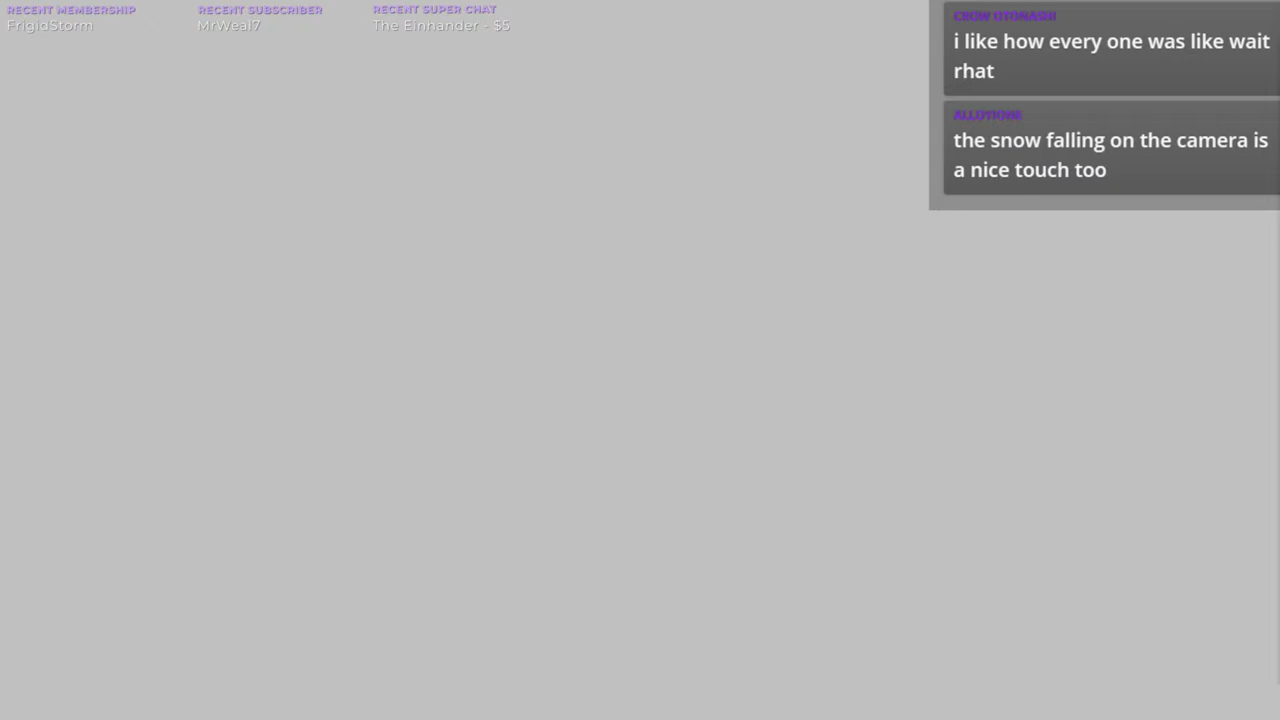 RECENT MEMBERSHIP
FrigidStorm
RECENT SUBSCRIBER
MrWeal7
RECENT SUPER CHAT
The Einhander - $5
i like how every one was like wait
rhat
the snow falling on the camera is
a nice touch too